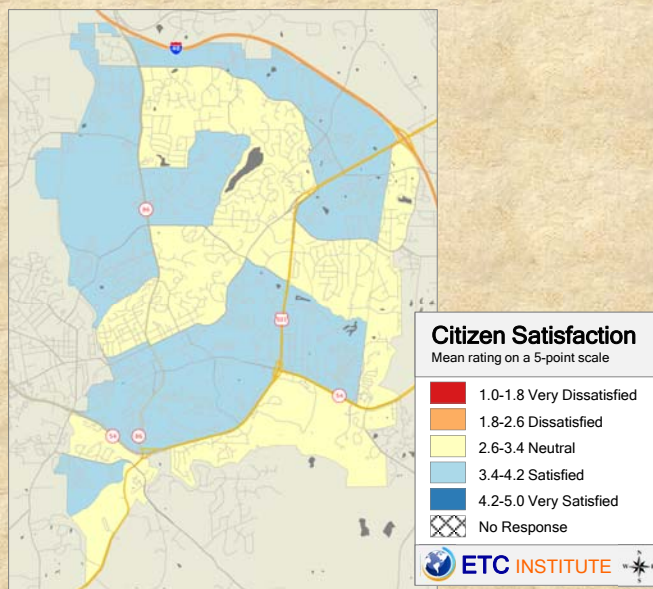 40
86
501
54
54
86
Citizen Satisfaction
Mean rating on a 5-point scale
1.0-1.8 Very Dissatisfied
1.8-2.6 Dissatisfied
2.6-3.4 Neutral
3.4-4.2 Satisfied
4.2-5.0 Very Satisfied
No Response
ETC INSTITUTE
N
W